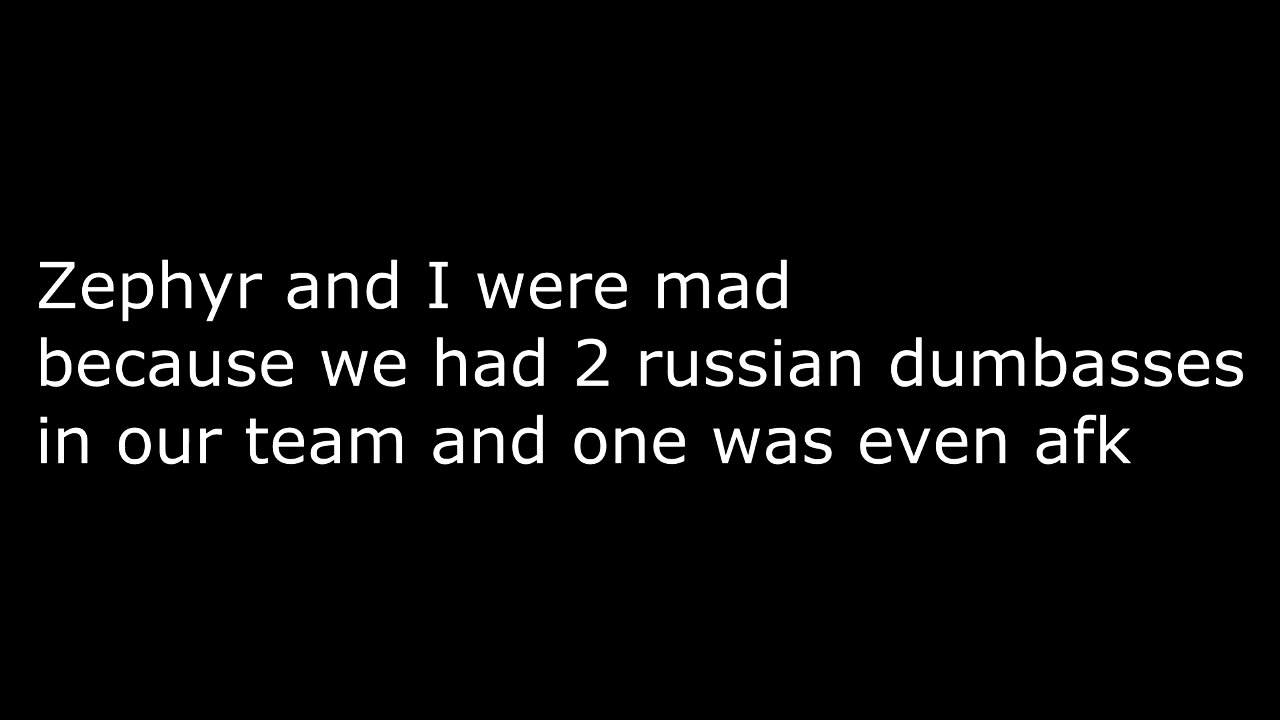 Zephyr and I were mad
because we had 2 russian dumbasses
in our team and one was even afk